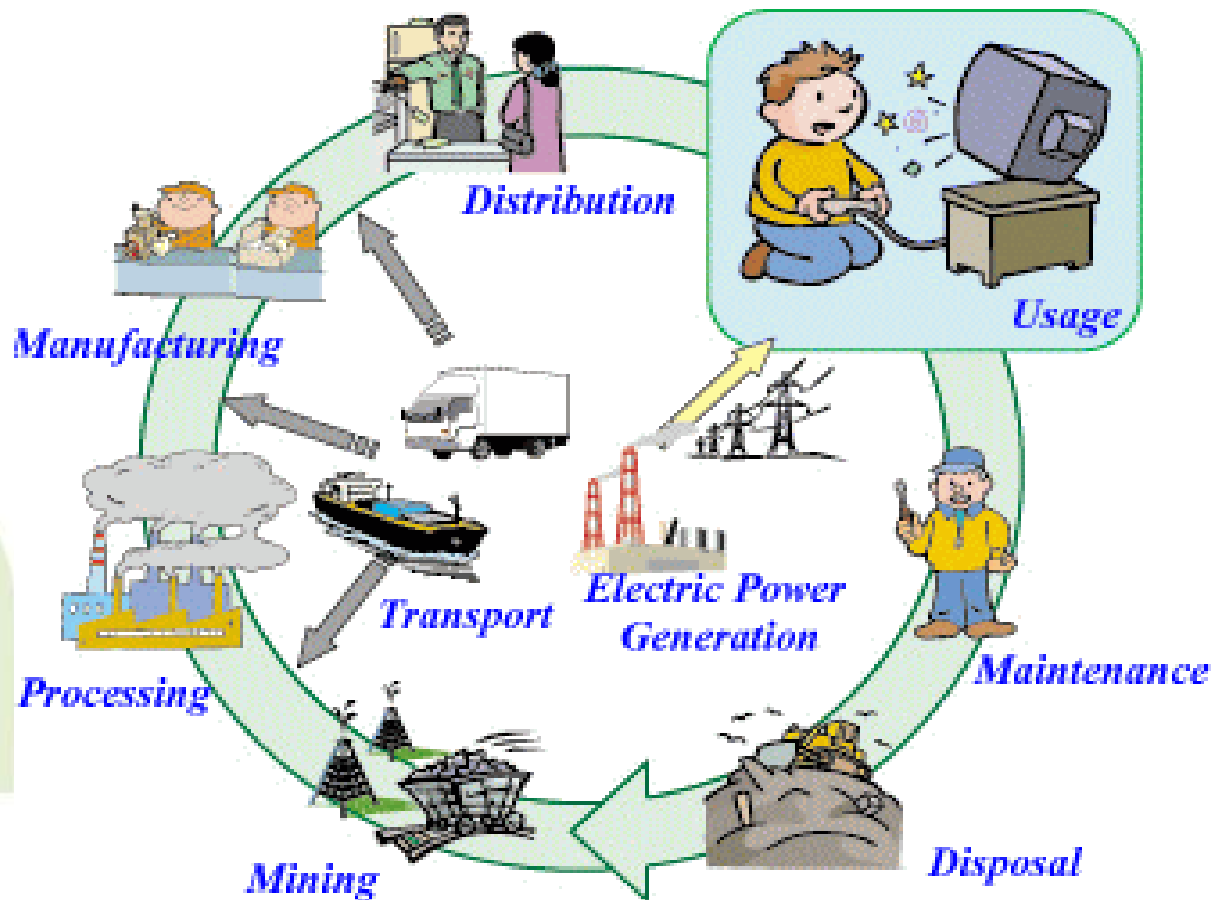 Distribution
Usage
Manufacturing
Transport
Electric Power
Generation
Processing
Maintenance
Mining
Disposal